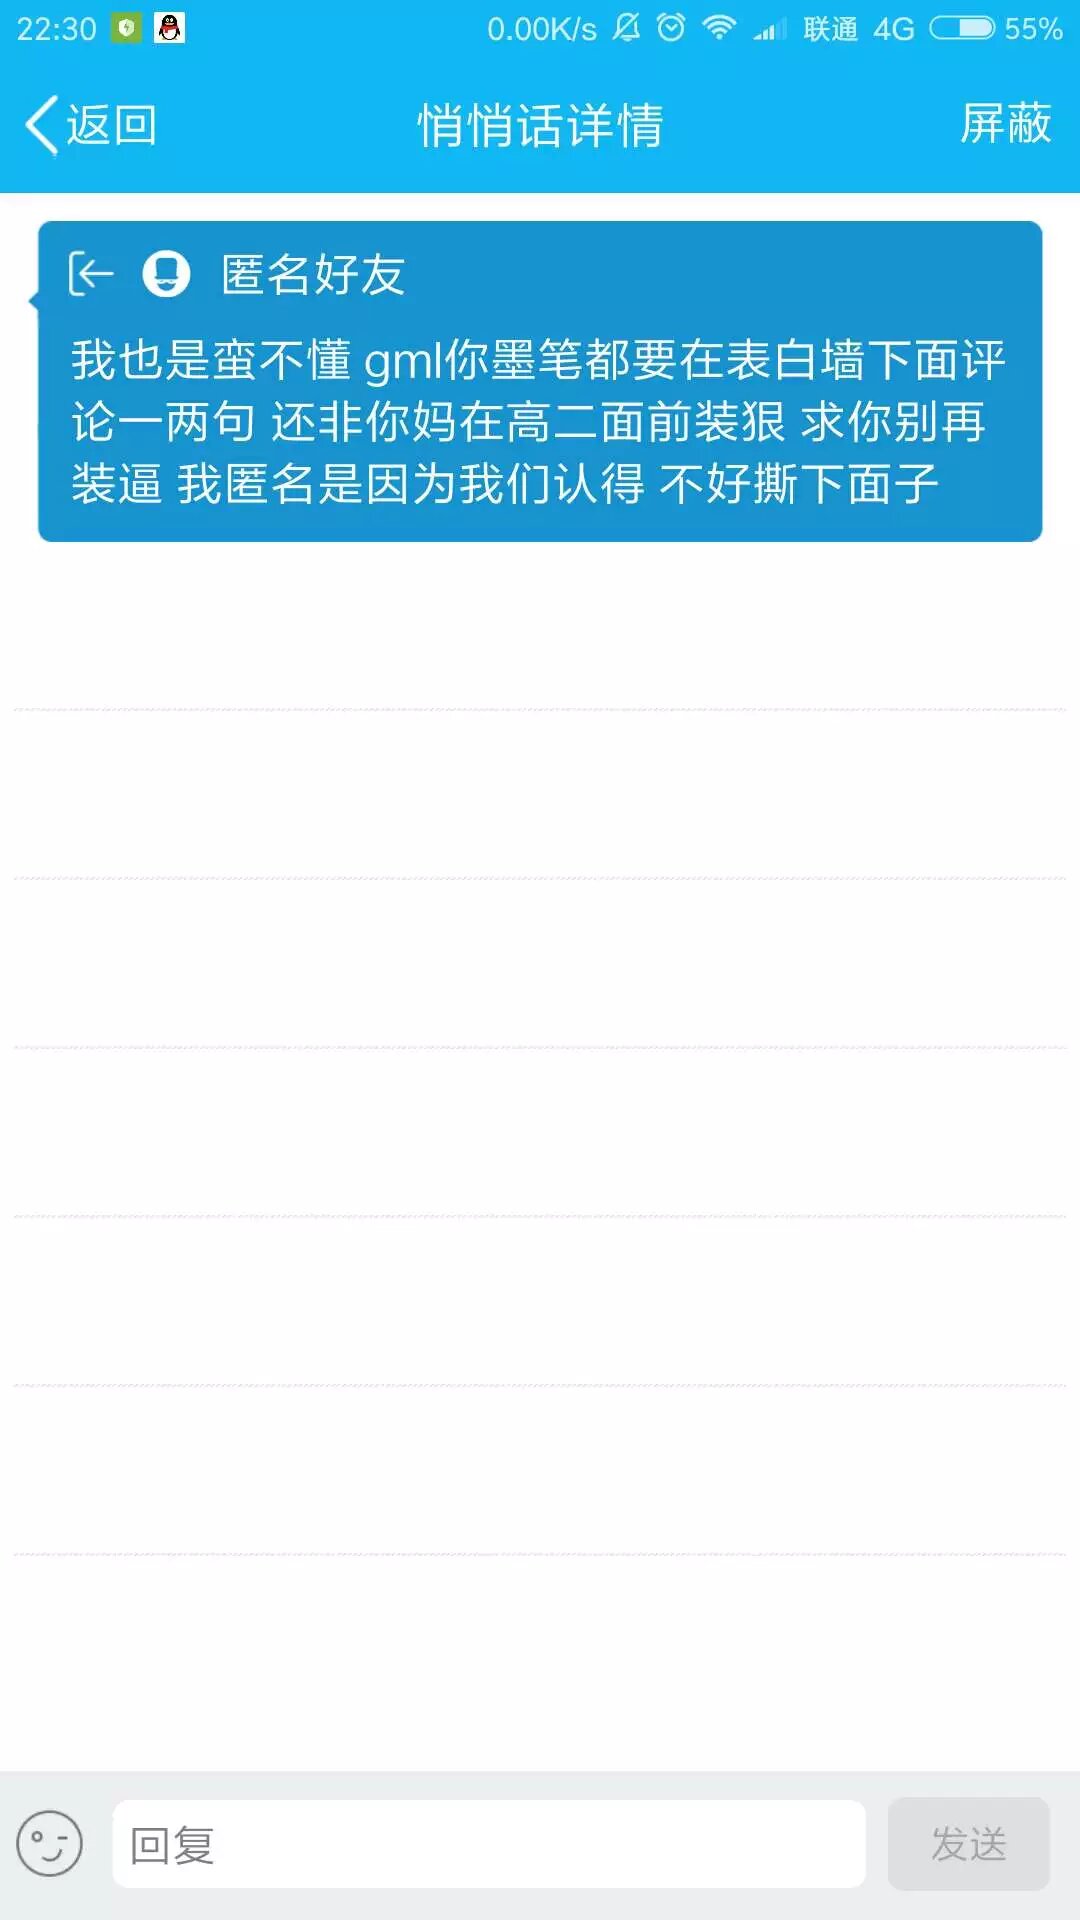 22:30 0.00K/s 联通 4G 55%
返回 悄悄话详情 屏蔽
匿名好友
我也是蛮不懂 gml你墨笔都要在表白墙下面评
论一两句 还非你妈在高二面前装狠 求你别再
装逼 我匿名是因为我们认得 不好撕下面子
回复 发送